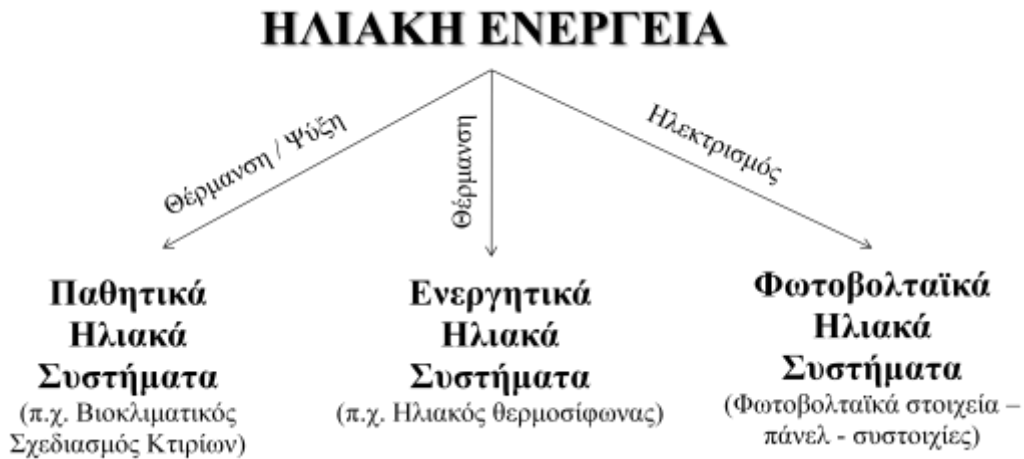 ΗΛΙΑΚΗ ΕΝΕΡΓΕΙΑ
Θέρμανση / Ψύξη
Θέρμανση
Ηλεκτρισμός
Παθητικά
Ηλιακά
Συστήματα
(π.χ. Βιοκλιματικός
Σχεδιασμός Κτιρίων)
Ενεργητικά
Ηλιακά
Συστήματα
(π.χ. Ηλιακός θερμοσίφωνας)
Φωτοβολταϊκά
Ηλιακά
Συστήματα
(Φωτοβολταϊκά στοιχεία –
πάνελ - συστοιχίες)